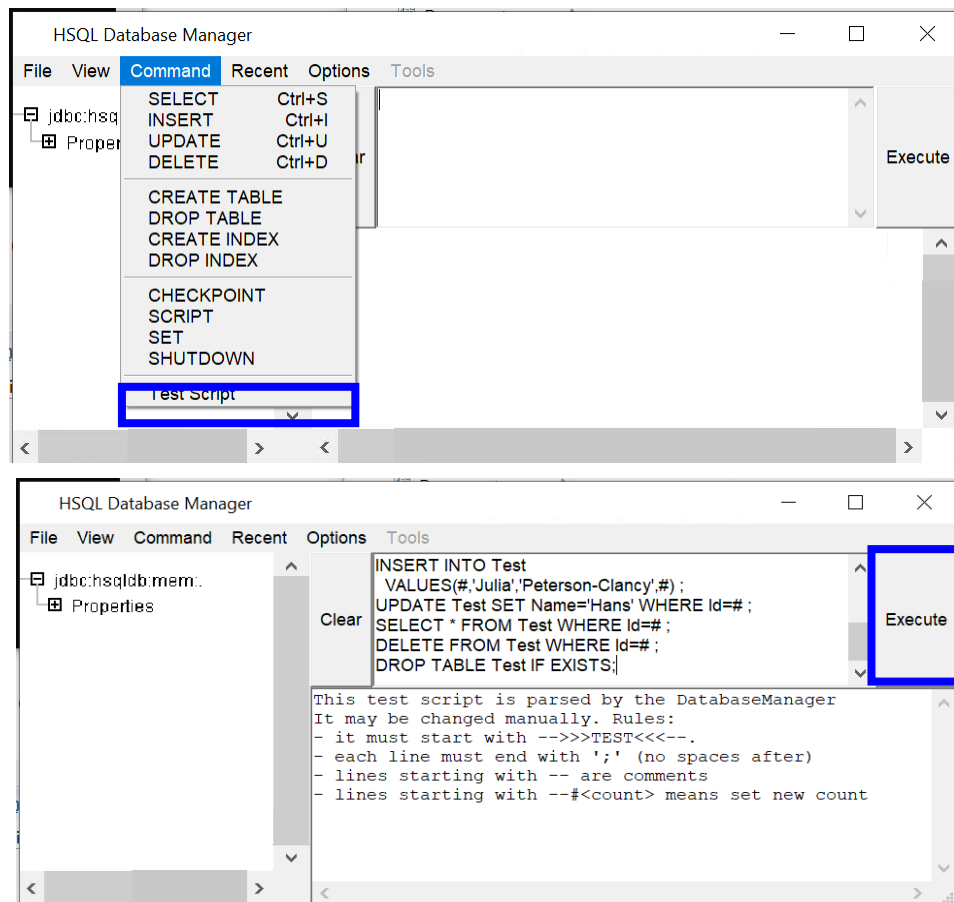 HSQL Database Manager
File View Command Recent Options Tools
SELECT Ctrl+S
INSERT Ctrl+I
UPDATE Ctrl+U
DELETE Ctrl+D
CREATE TABLE
DROP TABLE
CREATE INDEX
DROP INDEX
CHECKPOINT
SCRIPT
SET
SHUTDOWN
Test Script
jdbc:hsq
Proper
Execute
HSQL Database Manager
File View Command Recent Options Tools
jdbc:hsqldb:mem:.
Properties
Clear
INSERT INTO Test
VALUES(#,'Julia','Peterson-Clancy',#) ;
UPDATE Test SET Name='Hans' WHERE Id=# ;
SELECT * FROM Test WHERE Id=# ;
DELETE FROM Test WHERE Id=# ;
DROP TABLE Test IF EXISTS;
Execute
This test script is parsed by the DatabaseManager
It may be changed manually. Rules:
- it must start with -->>>TEST<<<--.
- each line must end with ';' (no spaces after)
- lines starting with -- are comments
- lines starting with --#<count> means set new count